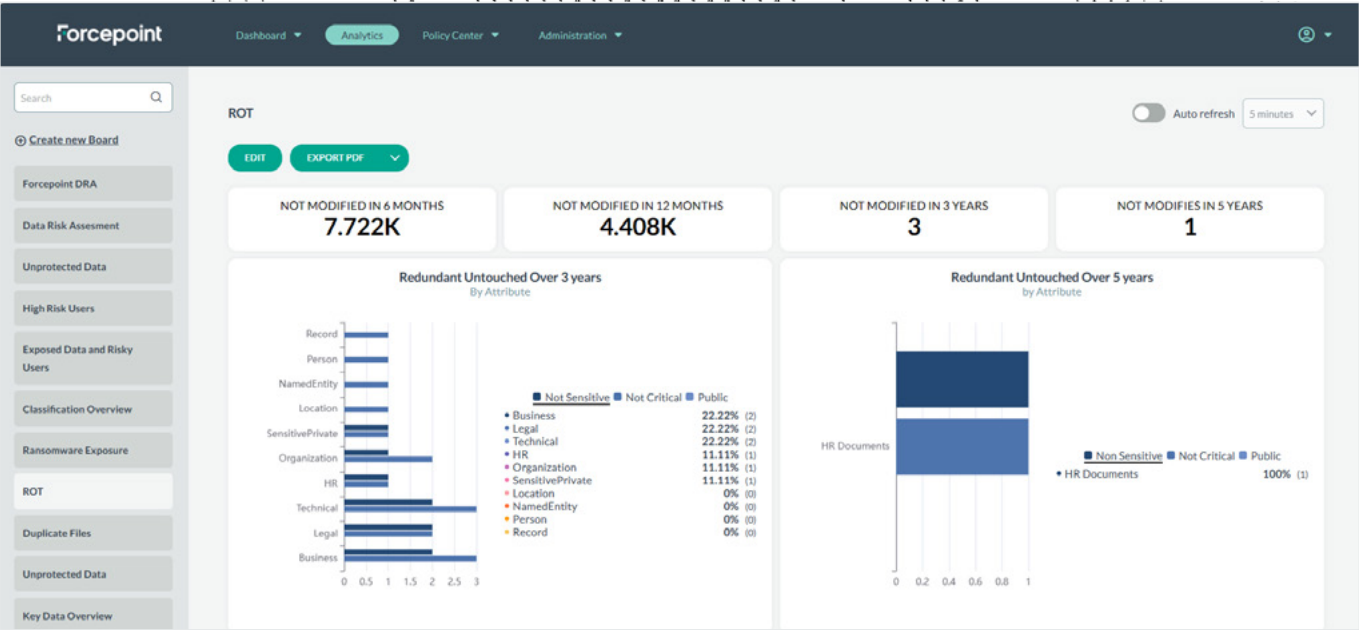 Forcepoint
Dashboard
Analytics
Policy Center
Administration
Search
Create new Board
Forcepoint DRA
Data Risk Assesment
Unprotected Data
High Risk Users
Exposed Data and Risky
Users
Classification Overview
Ransomware Exposure
ROT
Duplicate Files
Unprotected Data
Key Data Overview
ROT
Auto refresh
5 minutes
EDIT
EXPORT PDF
NOT MODIFIED IN 6 MONTHS
7.722K
NOT MODIFIED IN 12 MONTHS
4.408K
NOT MODIFIED IN 3 YEARS
3
NOT MODIFIES IN 5 YEARS
1
Redundant Untouched Over 3 years
By Attribute
Record
Person
NamedEntity
Location
SensitivePrivate
Organization
HR
Technical
Legal
Business
0 0.5 1 1.5 2 2.5 3
Not Sensitive Not Critical Public
Business 22.22% (2)
Legal 22.22% (2)
Technical 22.22% (2)
HR 11.11% (1)
Organization 11.11% (1)
SensitivePrivate 11.11% (1)
Location 0% (0)
NamedEntity 0% (0)
Person 0% (0)
Record 0% (0)
Redundant Untouched Over 5 years
by Attribute
HR Documents
0 0.2 0.4 0.6 0.8 1
Non Sensitive Not Critical Public
HR Documents 100% (1)